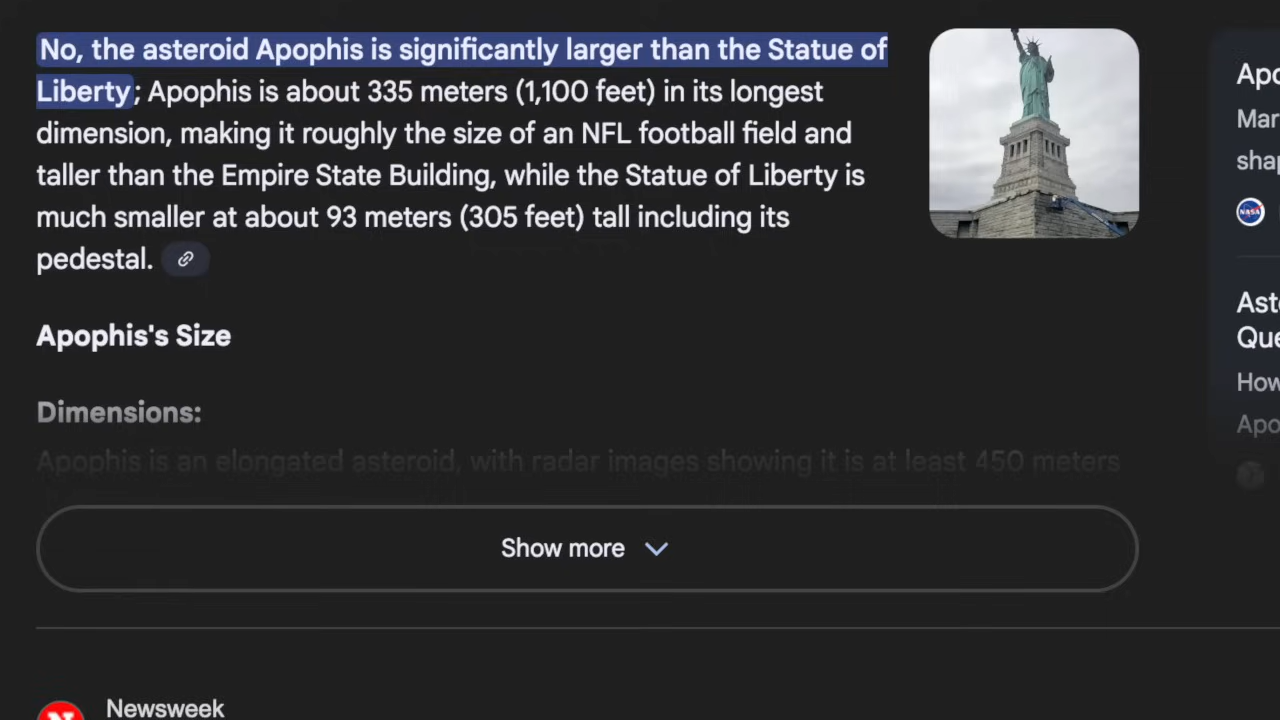 No, the asteroid Apophis is significantly larger than the Statue of
Liberty; Apophis is about 335 meters (1,100 feet) in its longest
dimension, making it roughly the size of an NFL football field and
taller than the Empire State Building, while the Statue of Liberty is
much smaller at about 93 meters (305 feet) tall including its
pedestal.
Apophis's Size
Dimensions:
Apophis is an elongated asteroid, with radar images showing it is at least 450 meters
Show more
Newsweek
Apo
Mar
shap
NASA
Aste
Que
How
Apo